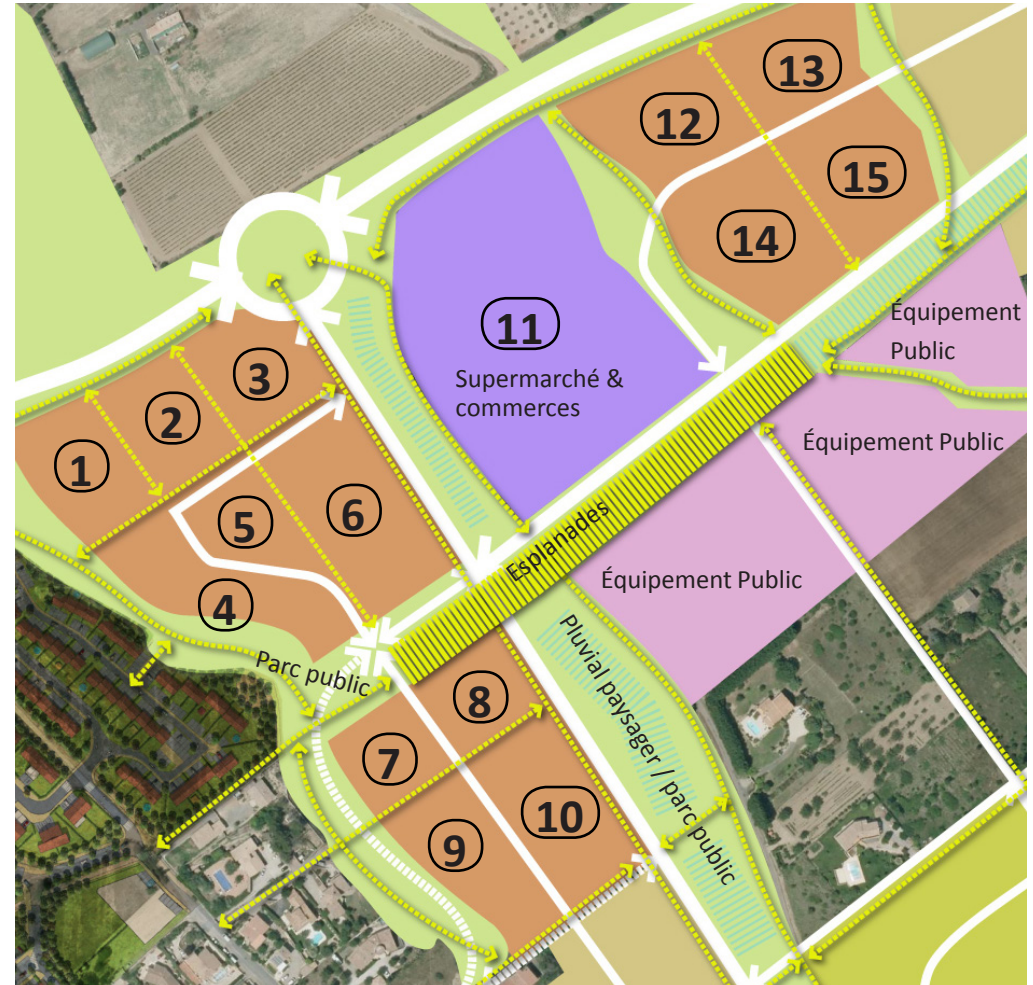 13
12
15
14
11
Supermarché &
commerces
Équipement
Public
Équipement Public
3
2
1
5
6
4
Esplanades
Équipement Public
Parc public
Pluvial paysager / parc public
8
7
9
10